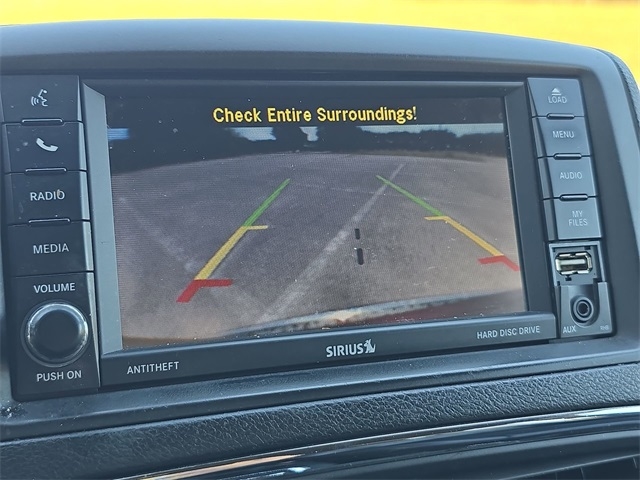 Check Entire Surroundings!
RADIO
MEDIA
VOLUME
PUSH ON
ANTITHEFT
SIRIUS
HARD DISC DRIVE
LOAD
MENU
AUDIO
MY
FILES
AUX